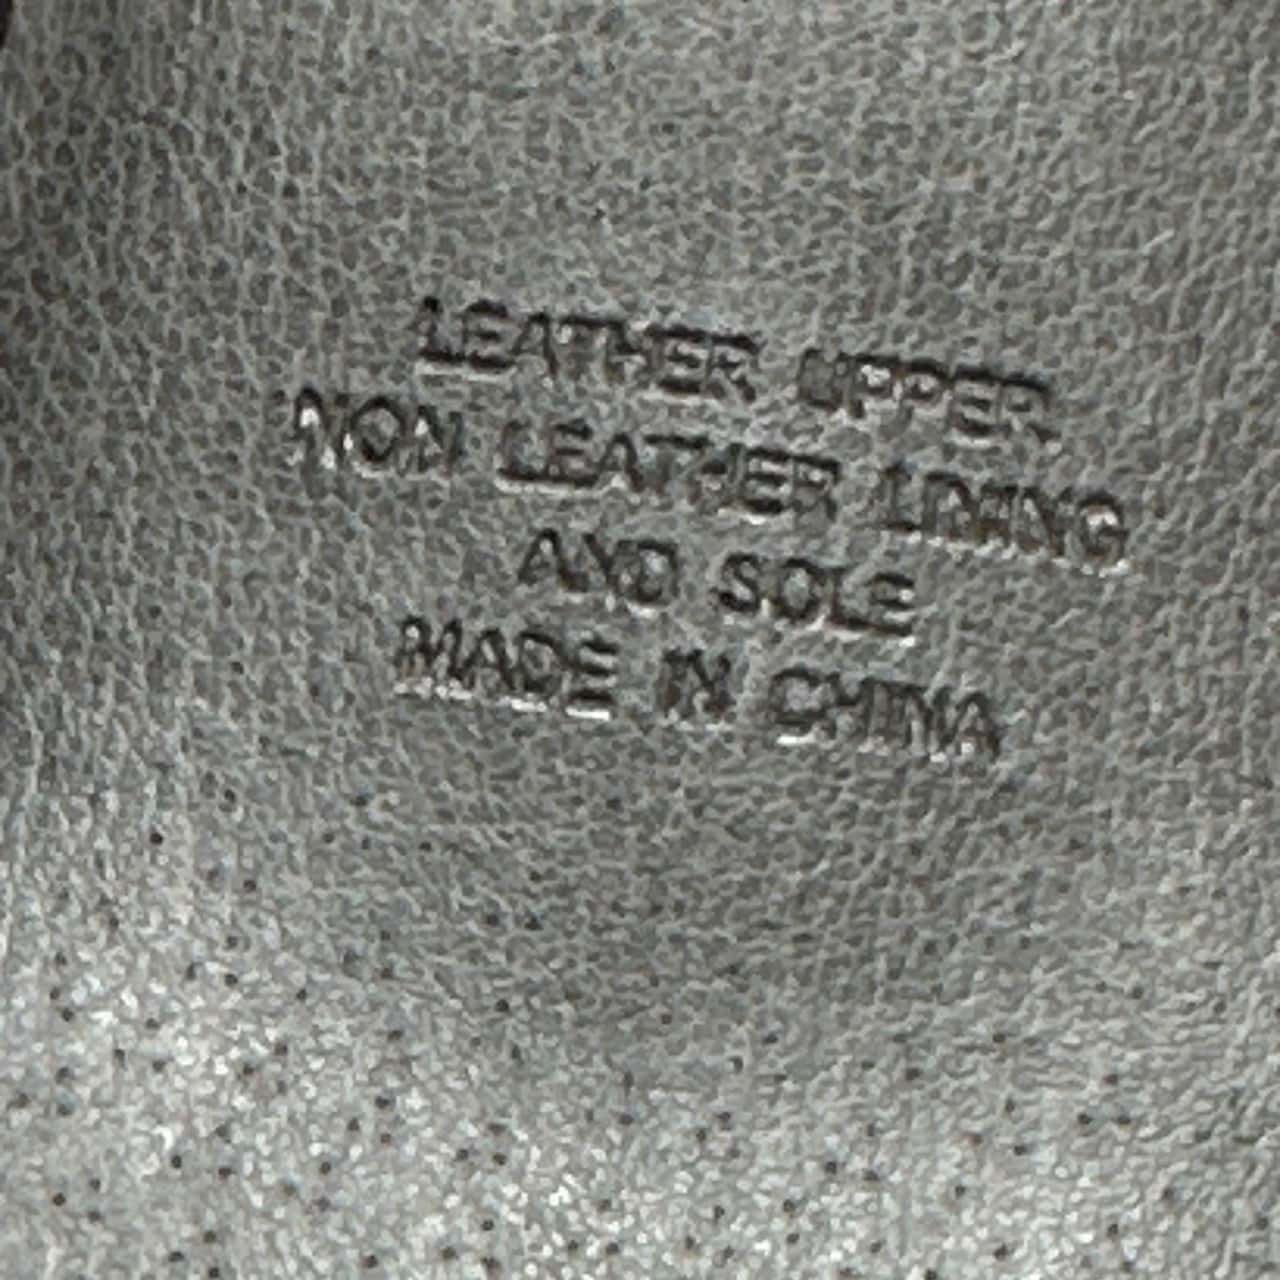 LEATHER UPPER
NON LEATHER LINING
AND SOLE
MADE IN CHINA